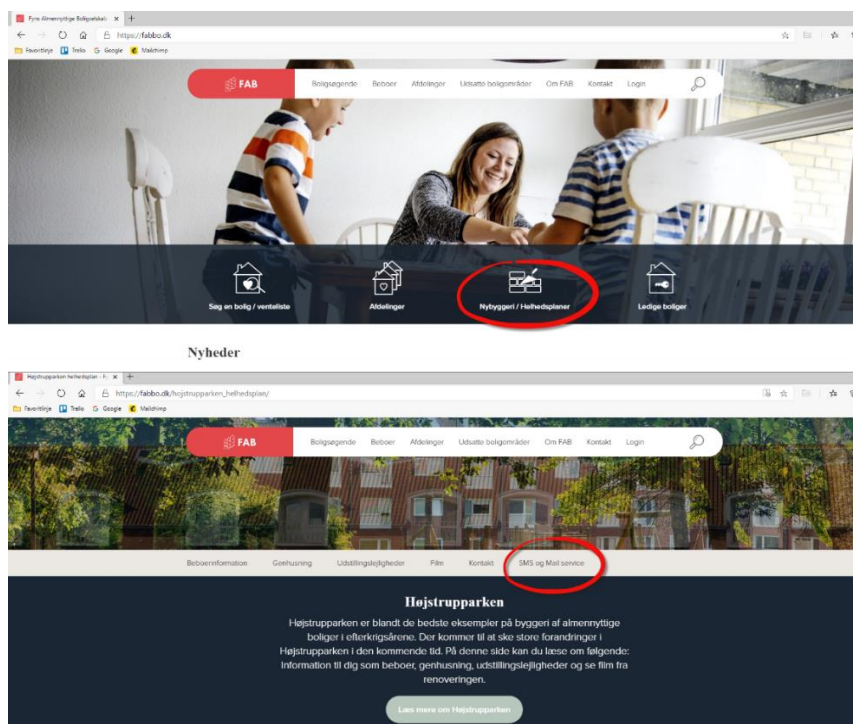 Fyns Almennyttige Boligselskab
https://fabbo.dk
Favoritlinje Trello Google Mailchimp
FAB Boligsøgende Beboer Afdelinger Udsatte boligområder Om FAB Kontakt Login
Søg en bolig / venteliste Afdelinger Nybyggeri / Helhedsplaner Ledige boliger
Nyheder
Højstrupparken helhedsplan - F
https://fabbo.dk/hojstrupparken_helhedsplan/
Favoritlinje Trello Google Mailchimp
FAB Boligsøgende Beboer Afdelinger Udsatte boligområder Om FAB Kontakt Login
Beboerinformation Genhusning Udstillingslejligheder Film Kontakt SMS og Mail service
Højstrupparken
Højstrupparken er blandt de bedste eksempler på byggeri af almennyttige
boliger i efterkrigsårene. Der kommer til at ske store forandringer i
Højstrupparken i den kommende tid. På denne side kan du læse om følgende:
Information til dig som beboer, genhusning, udstillingslejligheder og se film fra
renoveringen.
Læs mere om Højstrupparken